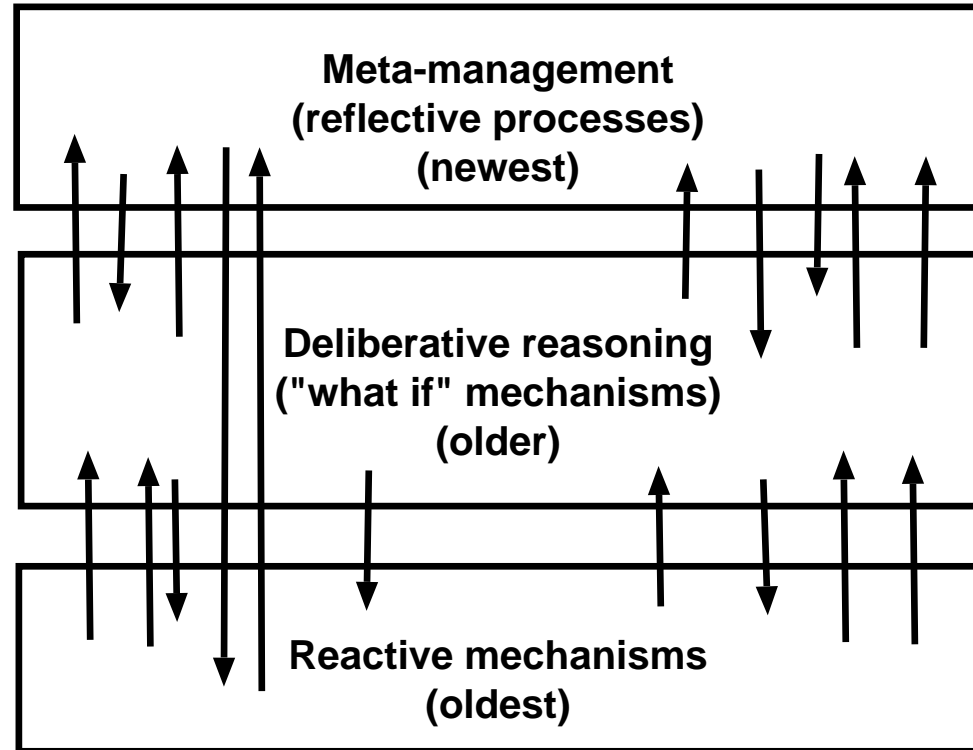 Meta-management
(reflective processes)
(newest)
Deliberative reasoning
("what if" mechanisms)
(older)
Reactive mechanisms
(oldest)